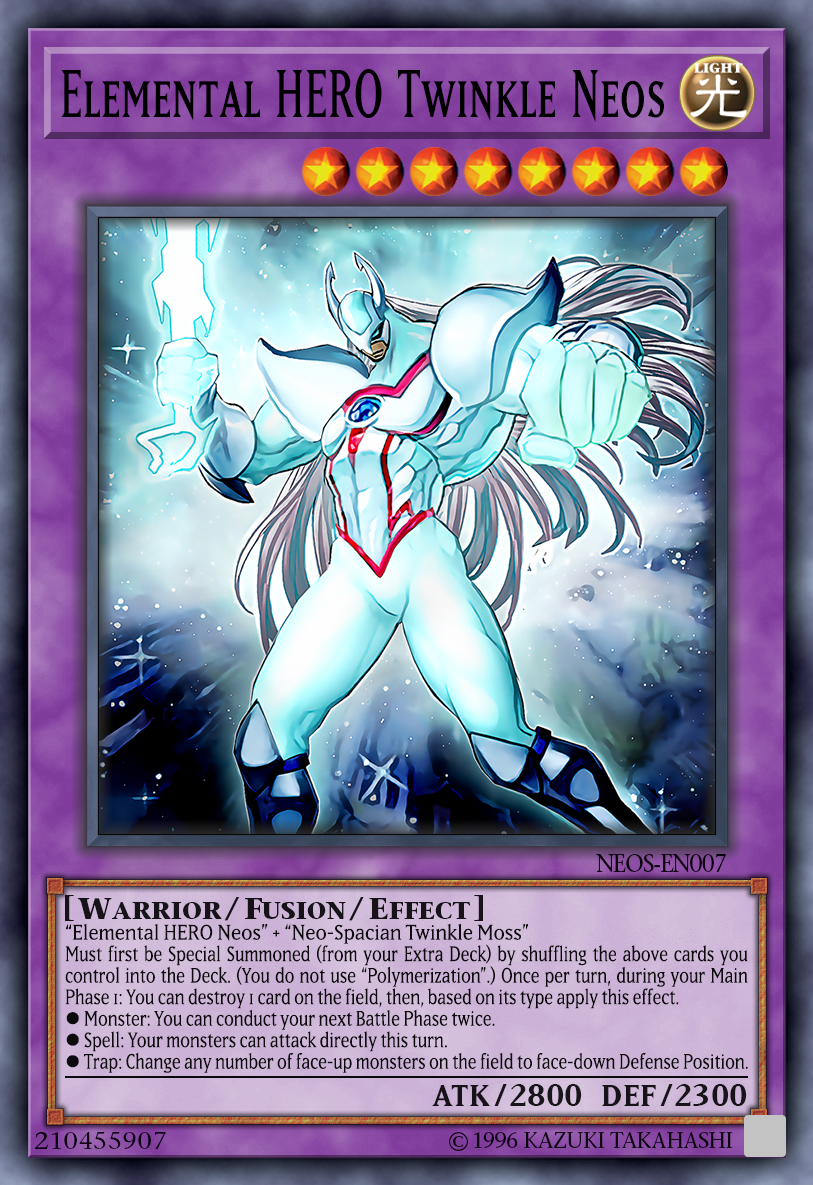 Elemental HERO Twinkle Neos
LIGHT
光
NEOS-EN007
[Warrior/Fusion/Effect]
“Elemental HERO Neos” + “Neo-Spacian Twinkle Moss”
Must first be Special Summoned (from your Extra Deck) by shuffling the above cards you
control into the Deck. (You do not use “Polymerization”.) Once per turn, during your Main
Phase 1: You can destroy 1 card on the field, then, based on its type apply this effect.
● Monster: You can conduct your next Battle Phase twice.
● Spell: Your monsters can attack directly this turn.
● Trap: Change any number of face-up monsters on the field to face-down Defense Position.
ATK/2800 DEF/2300
210455907
© 1996 KAZUKI TAKAHASHI